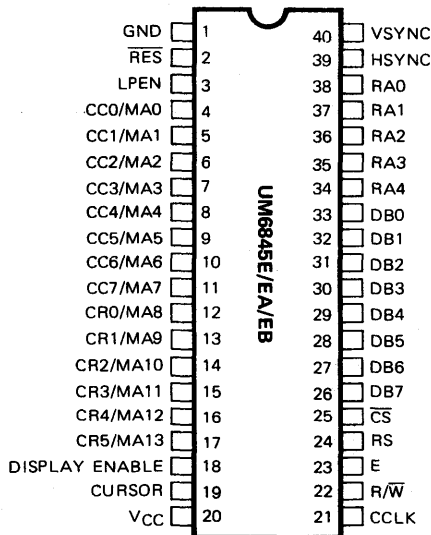 GND 1 40 VSYNC
R̅E̅S̅ 2 39 HSYNC
LPEN 3 38 RA0
CC0/MA0 4 37 RA1
CC1/MA1 5 36 RA2
CC2/MA2 6 35 RA3
CC3/MA3 7 34 RA4
CC4/MA4 8 33 DB0
CC5/MA5 9 32 DB1
CC6/MA6 10 31 DB2
CC7/MA7 11 30 DB3
CR0/MA8 12 29 DB4
CR1/MA9 13 28 DB5
CR2/MA10 14 27 DB6
CR3/MA11 15 26 DB7
CR4/MA12 16 25 C̅S̅
CR5/MA13 17 24 RS
DISPLAY ENABLE 18 23 E
CURSOR 19 22 R/W̅
VCC 20 21 CCLK
UM6845E/EA/EB